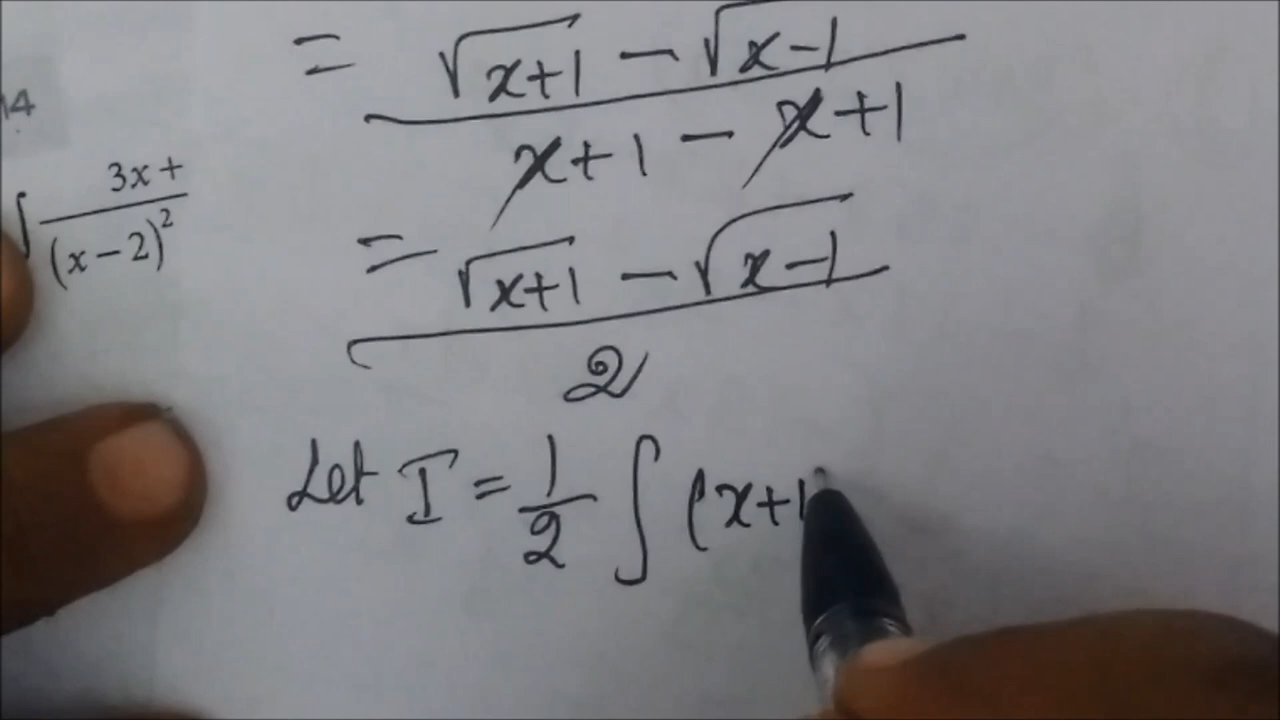 14
∫ 3x+ / (x − 2)²
= √(x+1) − √(x−1) / x+1 − x+1
= √(x+1) − √(x−1) / 2
Let I = 1/2 ∫ (x+1